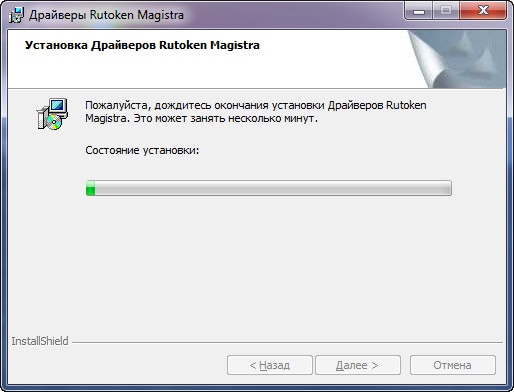 Драйверы Rutoken Magistra
Установка Драйверов Rutoken Magistra
Пожалуйста, дождитесь окончания установки Драйверов Rutoken
Magistra. Это может занять несколько минут.
Состояние установки:
InstallShield
< Назад
Далее >
Отмена